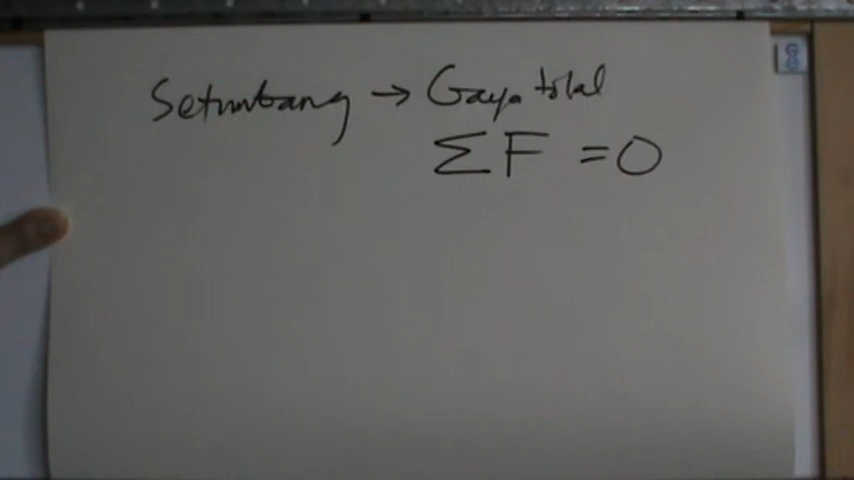 Setimbang → Gaya total
ΣF = 0